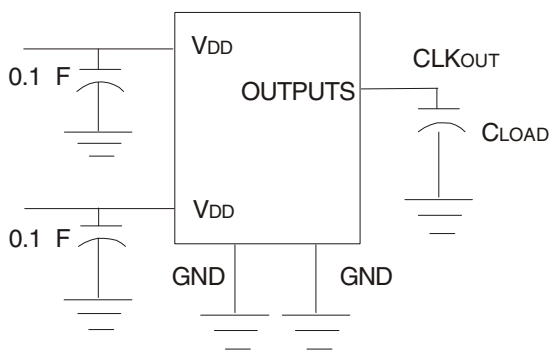 VDD
0.1 F
OUTPUTS
CLKOUT
CLOAD
VDD
0.1 F
GND
GND